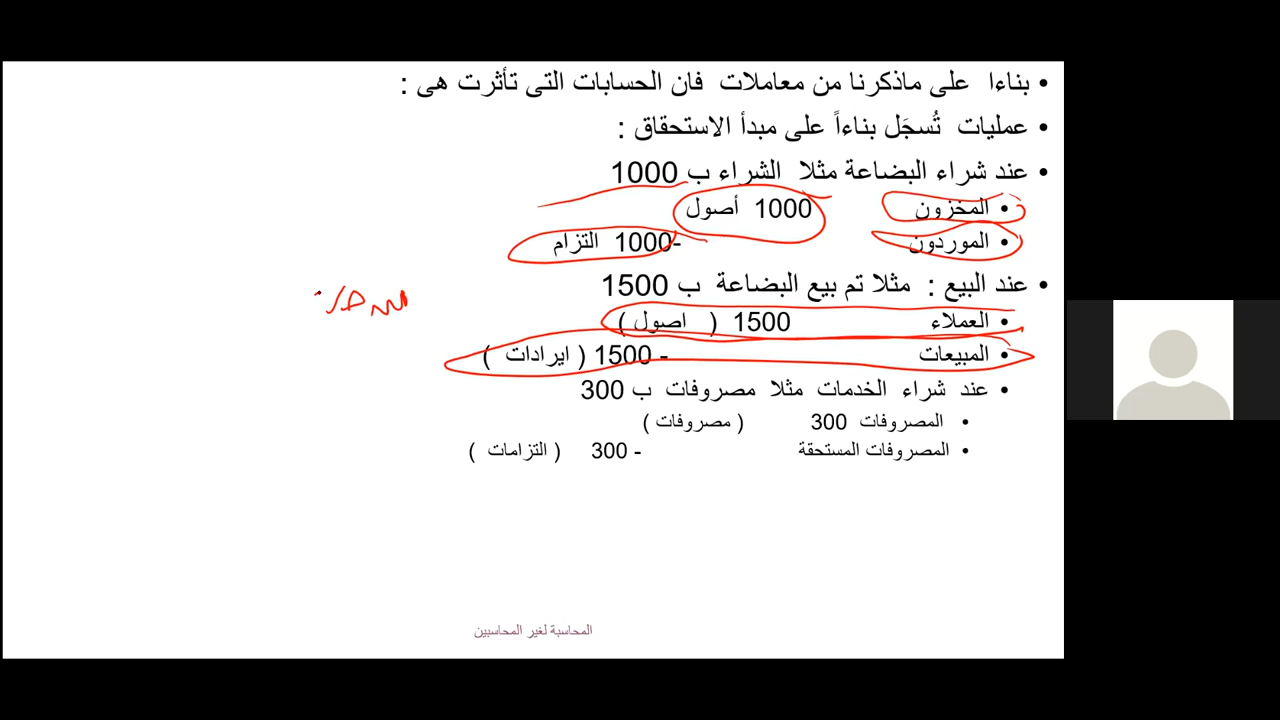 • بناءا على ماذكرنا من معاملات فان الحسابات التى تأثرت هى :
• عمليات تُسجَل بناءاً على مبدأ الاستحقاق :
• عند شراء البضاعة مثلا الشراء ب 1000
• المخزون 1000 أصول
• الموردون -1000 التزام
• عند البيع : مثلا تم بيع البضاعة ب 1500
• العملاء 1500 ( اصول )
• المبيعات - 1500 ( ايرادات )
• عند شراء الخدمات مثلا مصروفات ب 300
• المصروفات 300 ( مصروفات )
• المصروفات المستحقة - 300 ( التزامات )
المحاسبة لغير المحاسبين